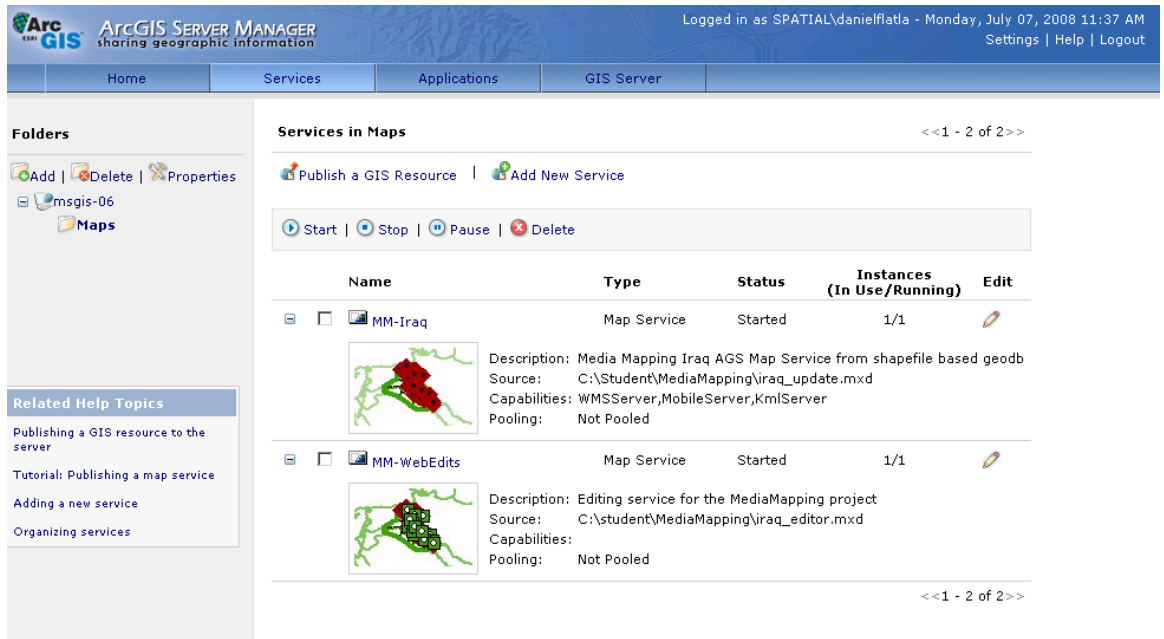 Arc GIS
ESRI
ArcGIS Server Manager
sharing geographic information
Logged in as SPATIAL\danielflatla - Monday, July 07, 2008 11:37 AM
Settings | Help | Logout
Home Services Applications GIS Server
Folders
Add | Delete | Properties
msgis-06
Maps
Related Help Topics
Publishing a GIS resource to the
server
Tutorial: Publishing a map service
Adding a new service
Organizing services
Services in Maps <<1 - 2 of 2>>
Publish a GIS Resource | Add New Service
Start | Stop | Pause | Delete
Name Type Status Instances (In Use/Running) Edit
MM-Iraq Map Service Started 1/1
Description: Media Mapping Iraq AGS Map Service from shapefile based geodb
Source: C:\Student\MediaMapping\iraq_update.mxd
Capabilities: WMSServer,MobileServer,KmlServer
Pooling: Not Pooled
MM-WebEdits Map Service Started 1/1
Description: Editing service for the MediaMapping project
Source: C:\student\MediaMapping\iraq_editor.mxd
Capabilities:
Pooling: Not Pooled
<<1 - 2 of 2>>